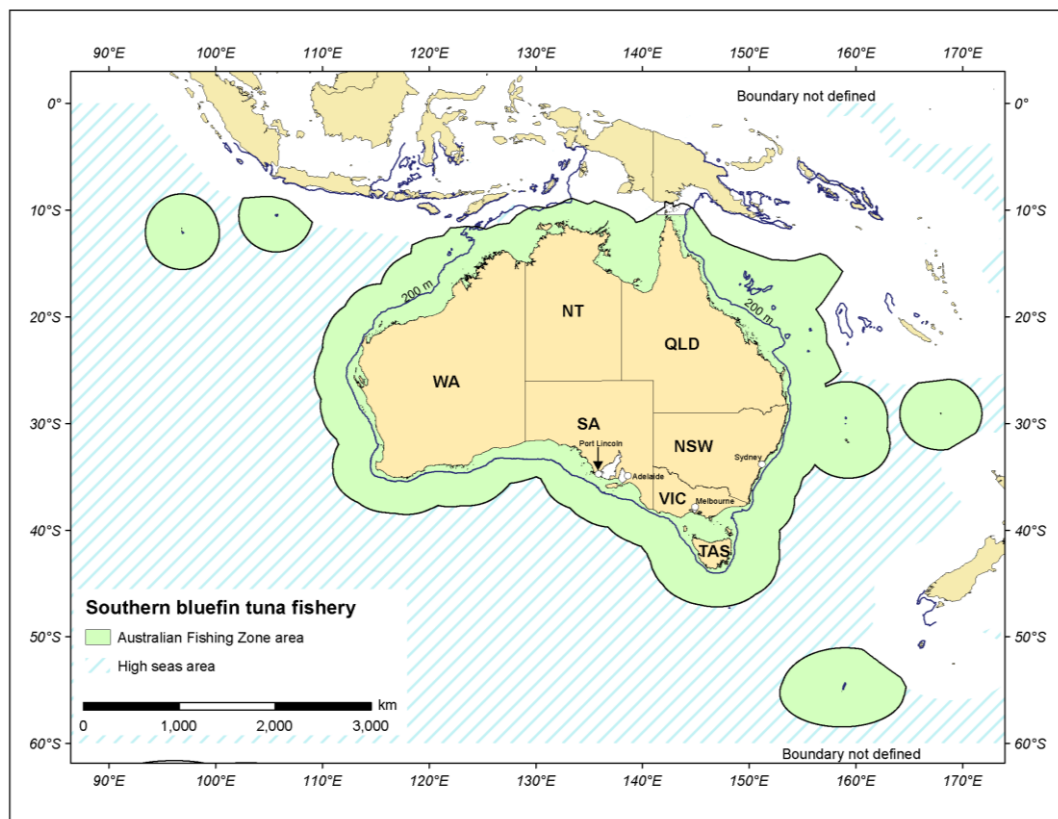 90°E 100°E 110°E 120°E 130°E 140°E 150°E 160°E 170°E
0° Boundary not defined 0°
10°S 10°S
200 m 200 m
20°S NT 20°S
QLD
WA
30°S SA 30°S
Port Lincoln NSW
Sydney
Adelaide
VIC Melbourne
40°S 40°S
TAS
Southern bluefin tuna fishery
Australian Fishing Zone area
50°S High seas area 50°S
km
0 1,000 2,000 3,000
60°S 60°S
Boundary not defined
90°E 100°E 110°E 120°E 130°E 140°E 150°E 160°E 170°E